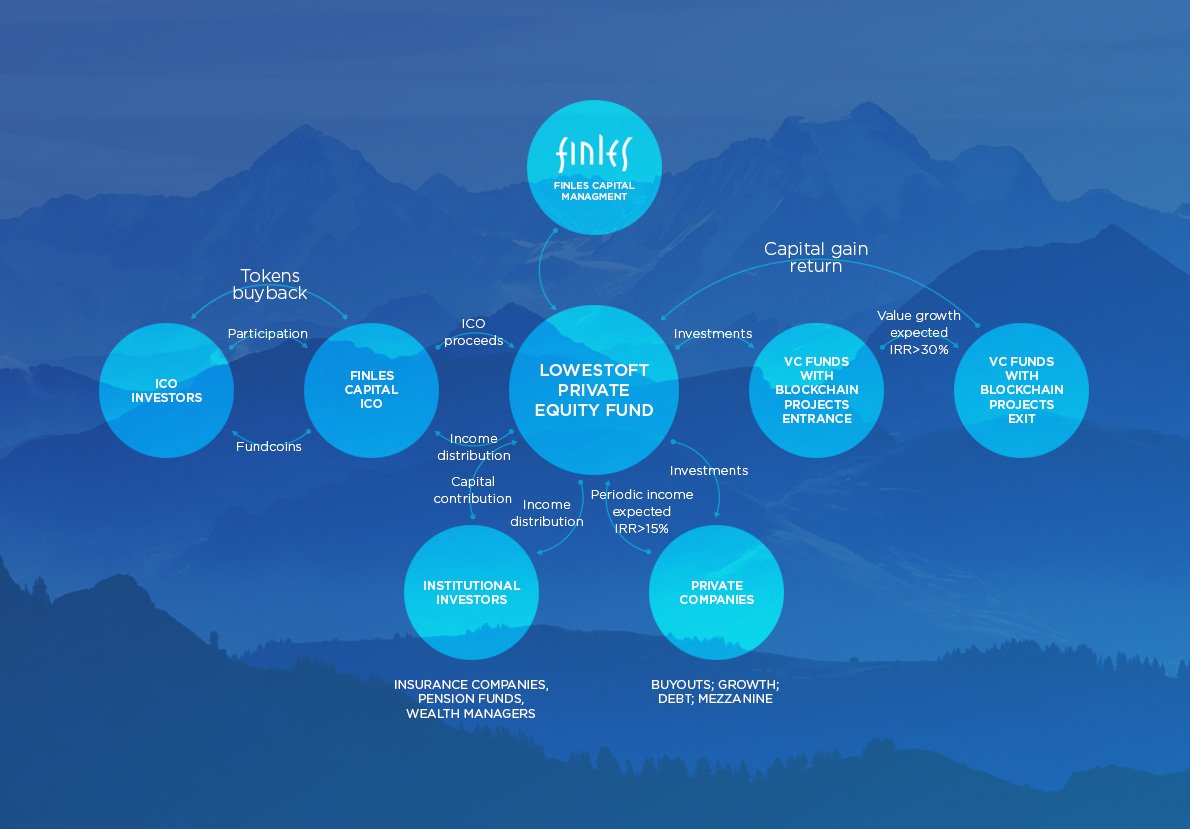 finles
FINLES CAPITAL
MANAGMENT
Capital gain
return
Tokens
buyback
Participation
ICO
proceeds
Investments
Value growth
expected
IRR>30%
ICO
INVESTORS
FINLES
CAPITAL
ICO
LOWESTOFT
PRIVATE
EQUITY FUND
VC FUNDS
WITH
BLOCKCHAIN
PROJECTS
ENTRANCE
VC FUNDS
WITH
BLOCKCHAIN
PROJECTS
EXIT
Fundcoins
Income
distribution
Capital
contribution
Income
distribution
Periodic income
expected
IRR>15%
Investments
INSTITUTIONAL
INVESTORS
PRIVATE
COMPANIES
INSURANCE COMPANIES,
PENSION FUNDS,
WEALTH MANAGERS
BUYOUTS; GROWTH;
DEBT; MEZZANINE